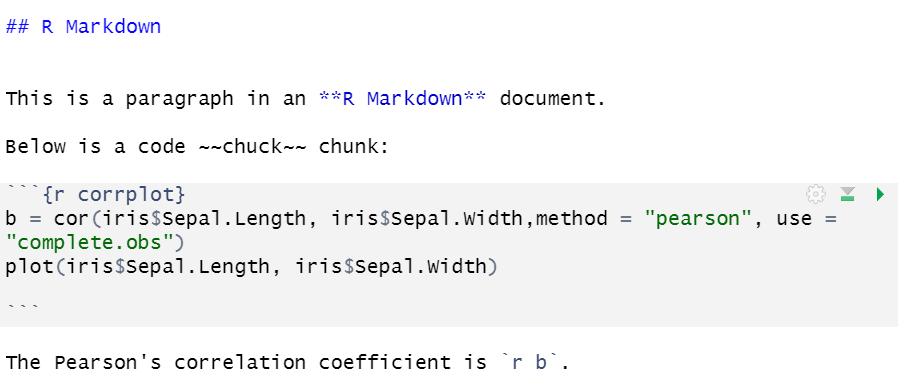 ## R Markdown
This is a paragraph in an **R Markdown** document.
Below is a code ~~chuck~~ chunk:
```{r corrplot}
b = cor(iris$Sepal.Length, iris$Sepal.Width,method = "pearson", use =
"complete.obs")
plot(iris$Sepal.Length, iris$Sepal.Width)
```
The Pearson's correlation coefficient is `r b`.